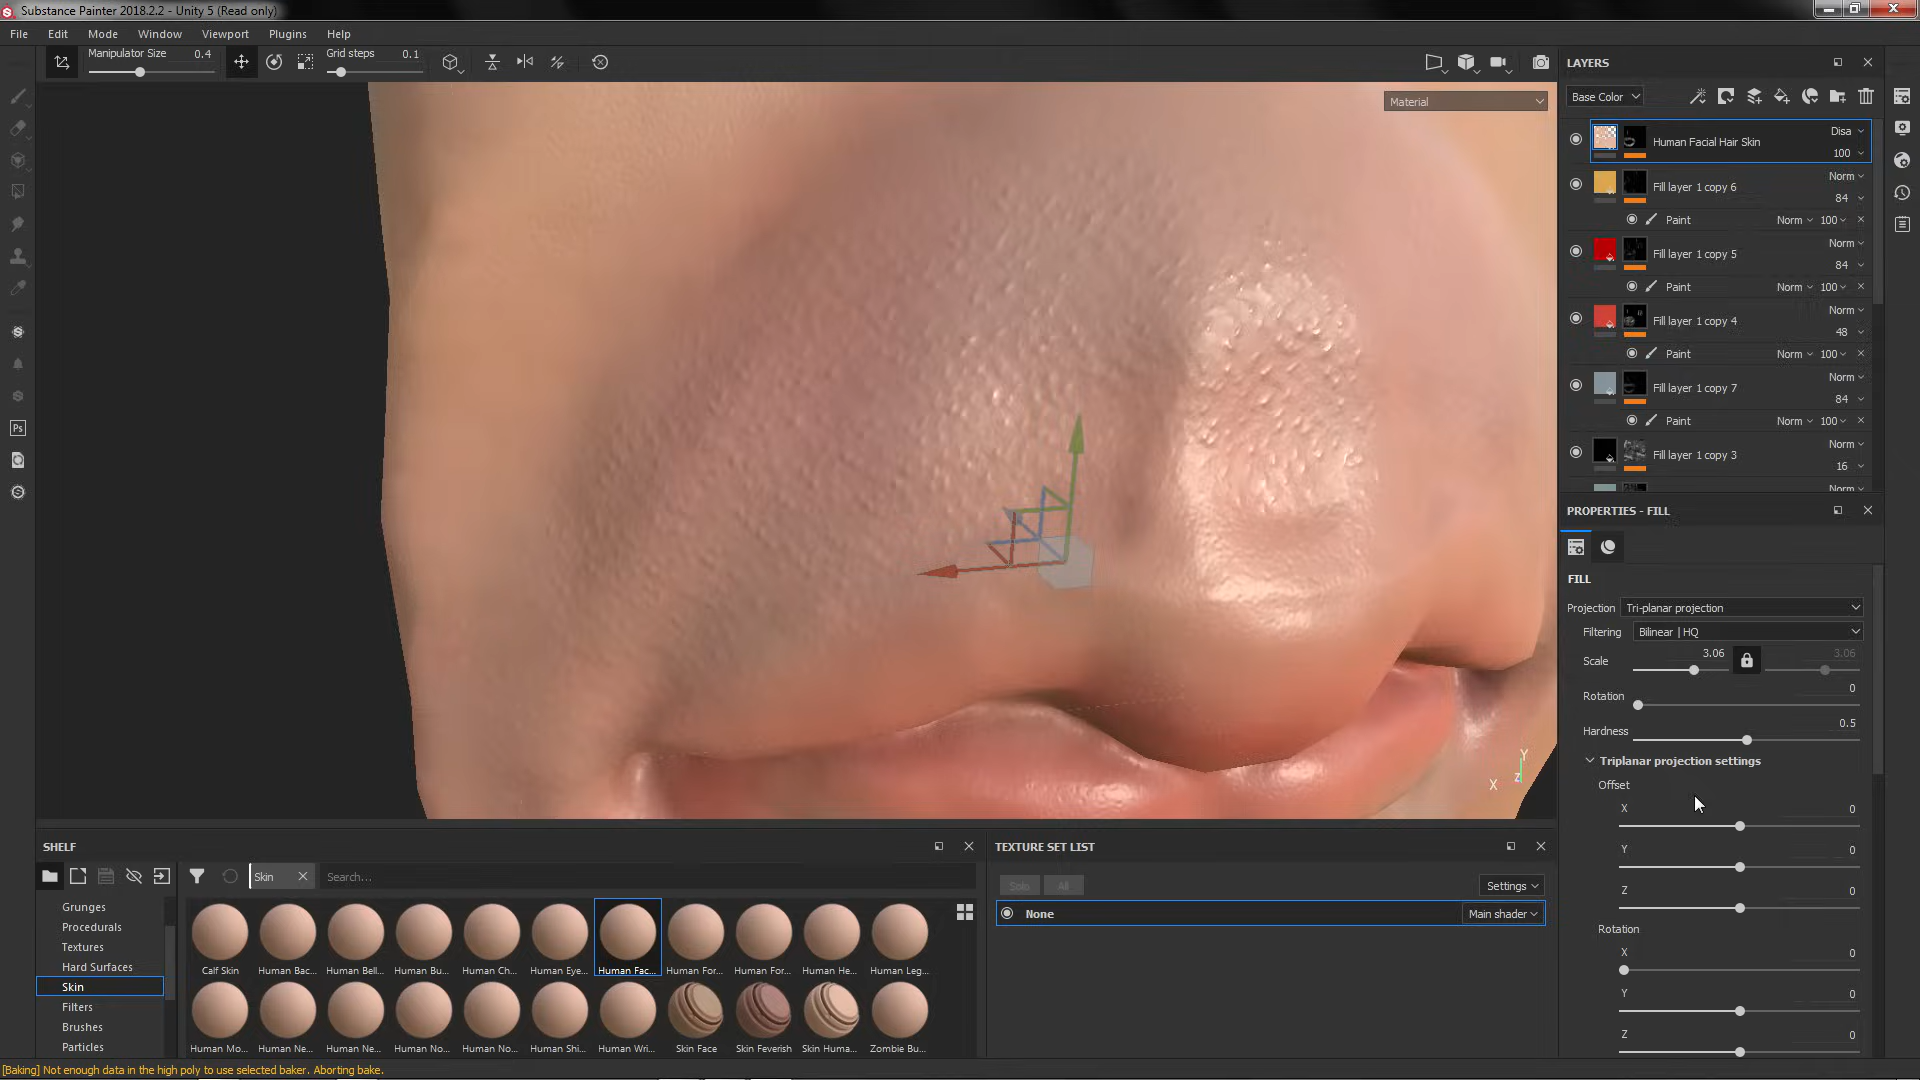 Substance Painter 2018.2.2 - Unity 5 (Read only)
File Edit Mode Window Viewport Plugins Help
Manipulator Size 0.4
Grid steps 0.1
Material
X Y Z
LAYERS
Base Color
Human Facial Hair Skin Disa 100
Fill layer 1 copy 6 Norm 84
Paint Norm 100
Fill layer 1 copy 5 Norm 84
Paint Norm 100
Fill layer 1 copy 4 Norm 48
Paint Norm 100
Fill layer 1 copy 7 Norm 84
Paint Norm 100
Fill layer 1 copy 3 Norm 16
Norm
PROPERTIES - FILL
FILL
Projection Tri-planar projection
Filtering Bilinear | HQ
Scale 3.06 3.06
Rotation 0
Hardness 0.5
Triplanar projection settings
Offset
X 0
Y 0
Z 0
Rotation
X 0
Y 0
Z 0
Ps
SHELF
Skin Search...
Grunges
Procedurals
Textures
Hard Surfaces
Skin
Filters
Brushes
Particles
Calf Skin Human Bac... Human Bell... Human Bu... Human Ch... Human Eye... Human Fac... Human For... Human For... Human He... Human Leg...
Human Mo... Human Ne... Human Ne... Human No... Human No... Human Shi... Human Wri... Skin Face Skin Feverish Skin Huma... Zombie Bu...
TEXTURE SET LIST
Solo All Settings
None Main shader
[Baking] Not enough data in the high poly to use selected baker. Aborting bake.